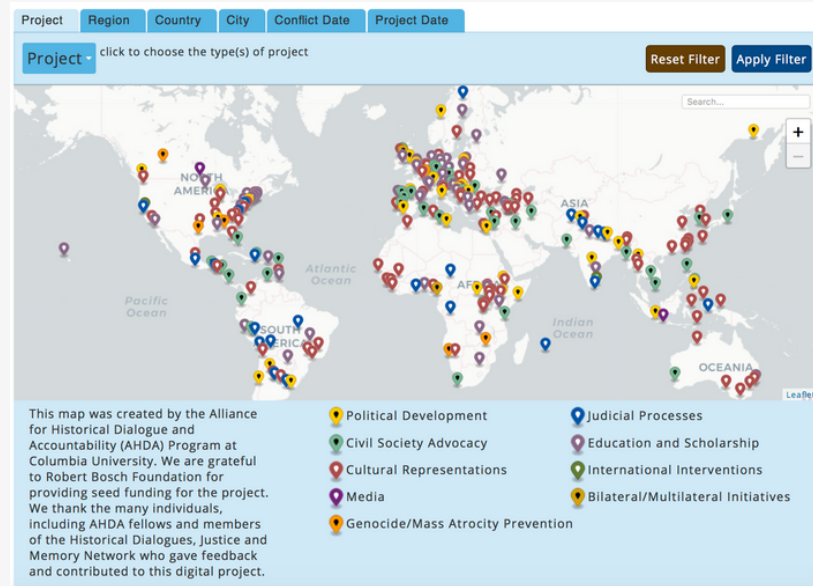 Project Region Country City Conflict Date Project Date
Project click to choose the type(s) of project
Reset Filter Apply Filter
Search...
+
−
NORTH
AMERICA
ASIA
Atlantic
Ocean
Pacific
Ocean
Indian
Ocean
SOUTH
OCEANIA
Leaflet
This map was created by the Alliance
for Historical Dialogue and
Accountability (AHDA) Program at
Columbia University. We are grateful
to Robert Bosch Foundation for
providing seed funding for the project.
We thank the many individuals,
including AHDA fellows and members
of the Historical Dialogues, Justice and
Memory Network who gave feedback
and contributed to this digital project.
Political Development
Civil Society Advocacy
Cultural Representations
Media
Genocide/Mass Atrocity Prevention
Judicial Processes
Education and Scholarship
International Interventions
Bilateral/Multilateral Initiatives